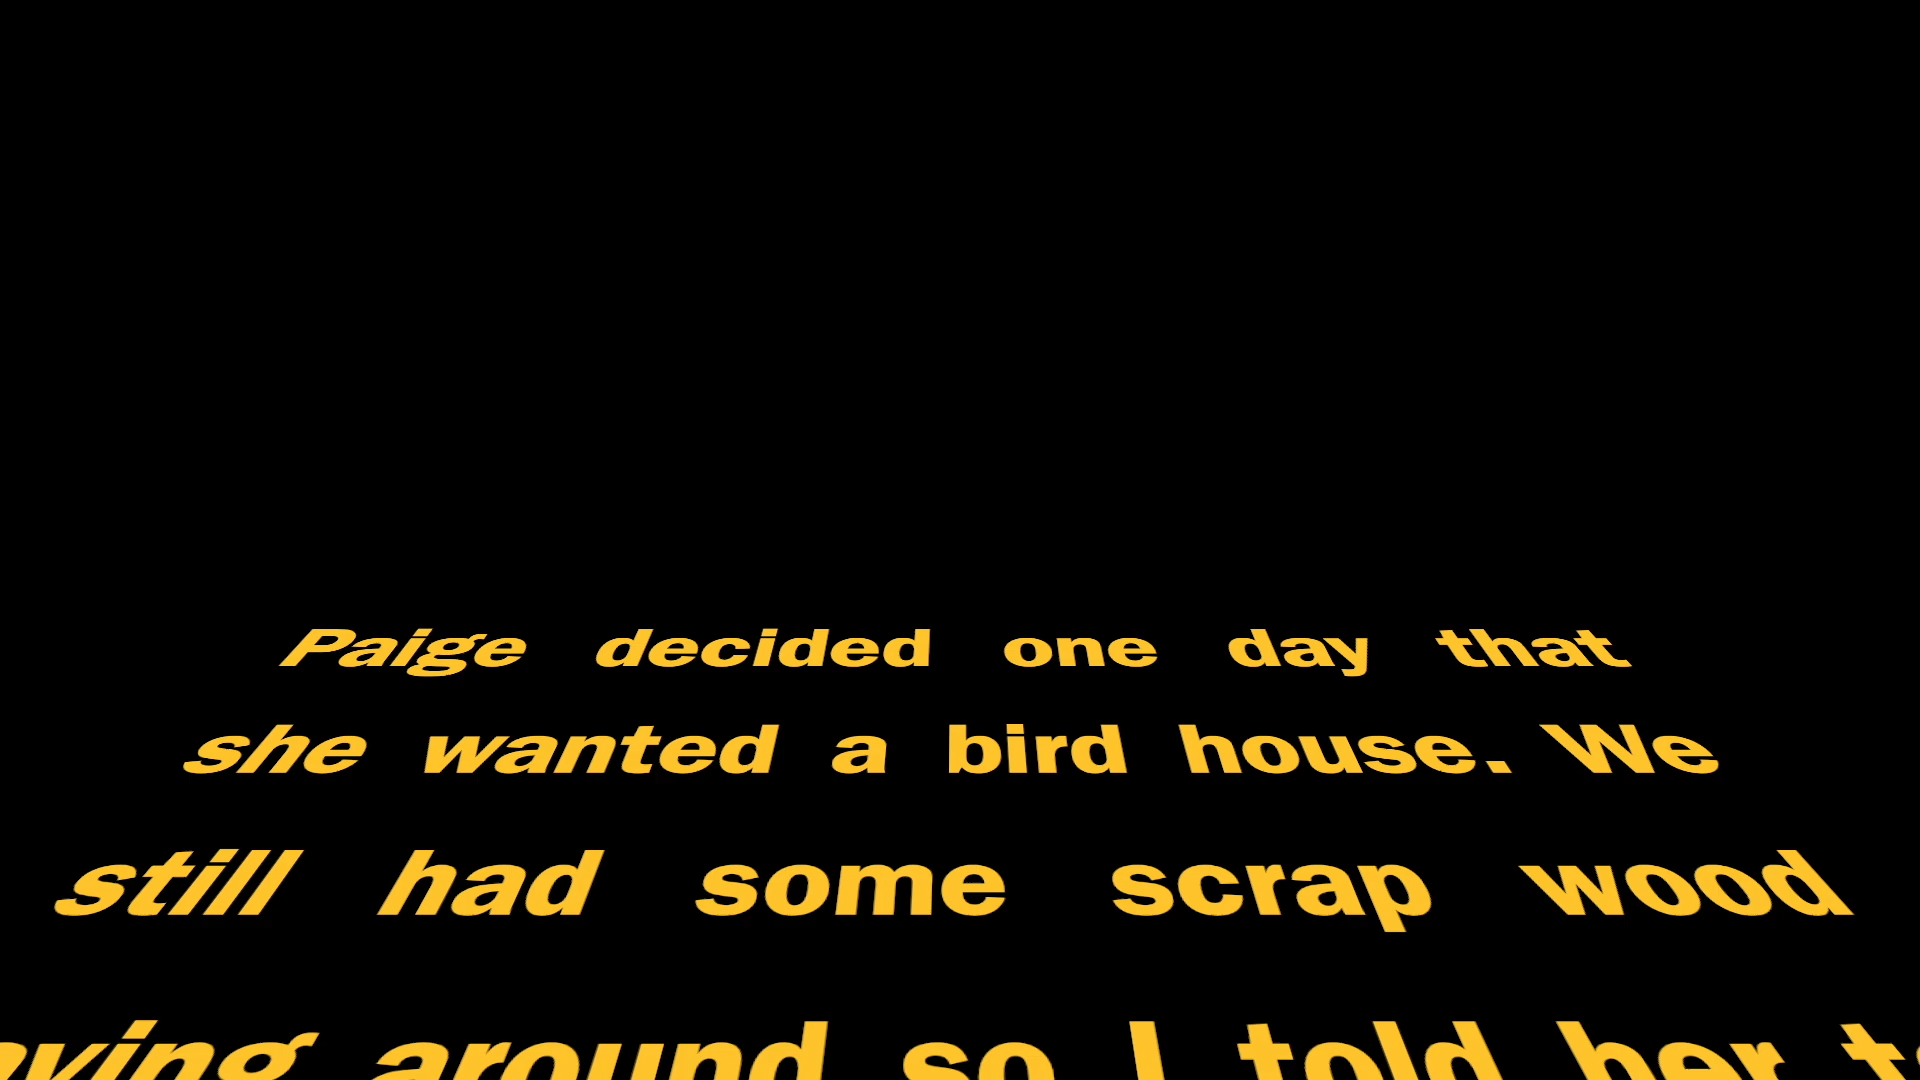 Paige decided one day that
she wanted a bird house. We
still had some scrap wood
around so I told her